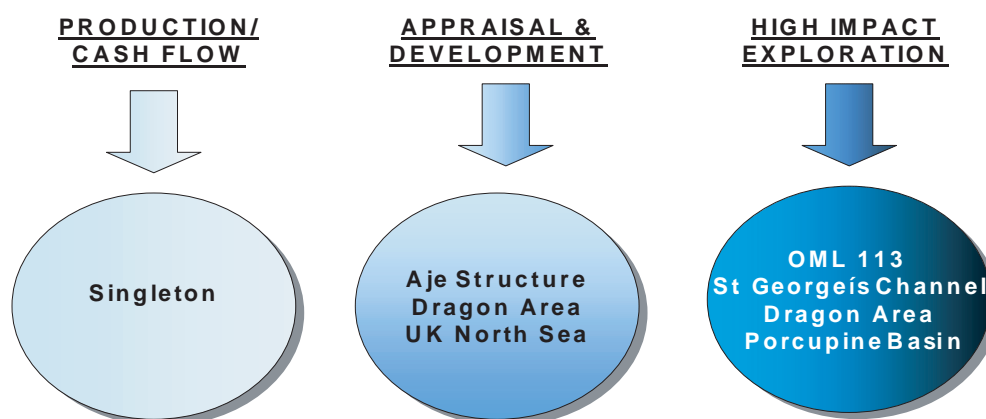 PRODUCTION/
CASH FLOW
APPRAISAL &
DEVELOPMENT
HIGH IMPACT
EXPLORATION
Singleton
Aje Structure
Dragon Area
UK North Sea
OML 113
St Georgeís Channel
Dragon Area
Porcupine Basin